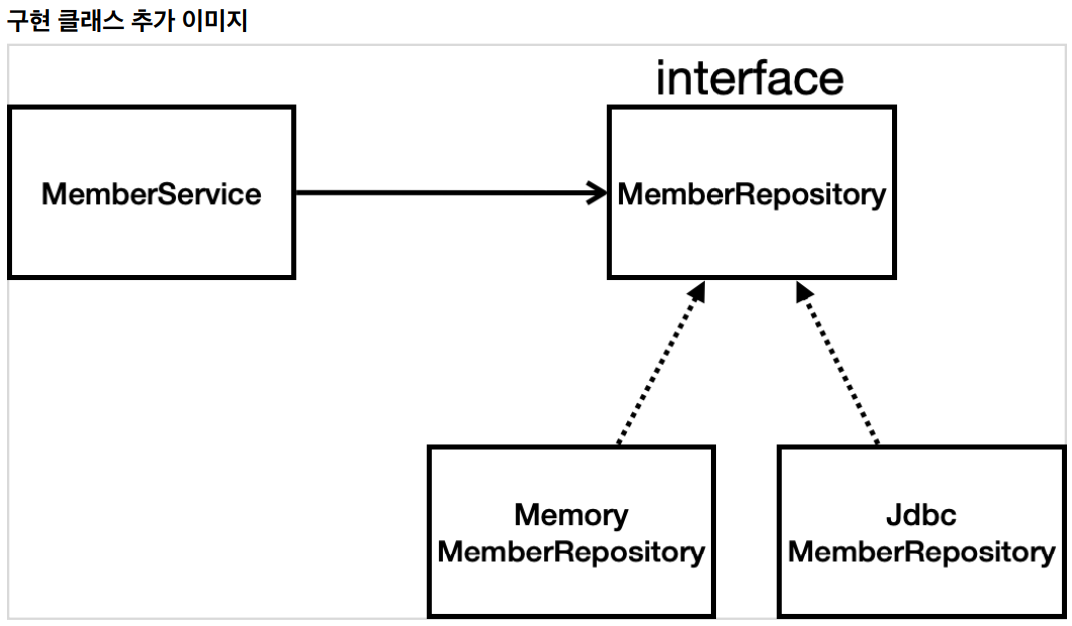 구현 클래스 추가 이미지
interface
MemberService
MemberRepository
Memory
MemberRepository
Jdbc
MemberRepository